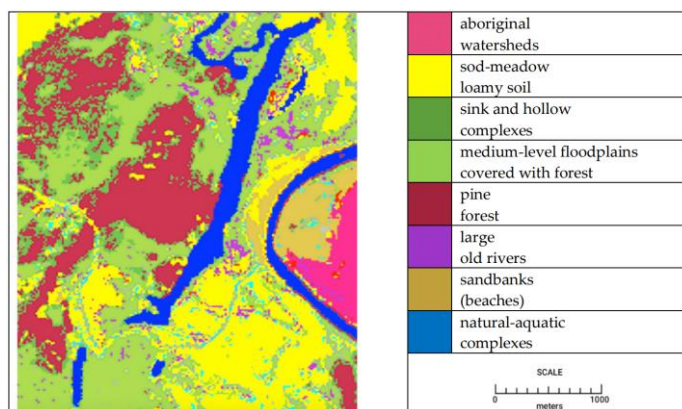 aboriginal
watersheds
sod-meadow
loamy soil
sink and hollow
complexes
medium-level floodplains
covered with forest
pine
forest
large
old rivers
sandbanks
(beaches)
natural-aquatic
complexes
SCALE
0 1000
meters